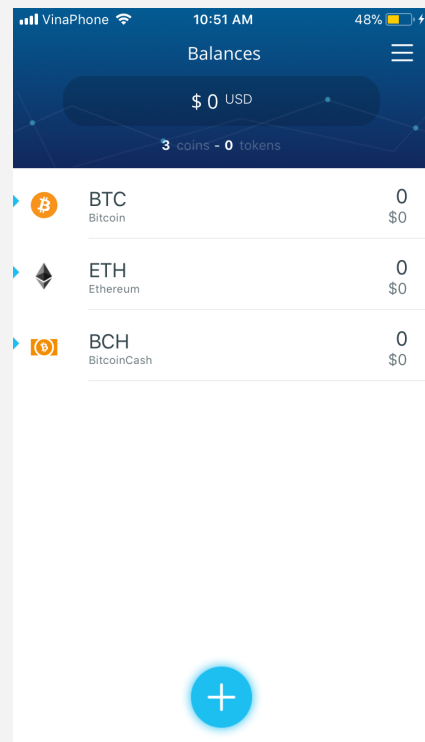 VinaPhone 10:51 AM 48%
Balances
$ 0 USD
3 coins - 0 tokens
BTC 0
Bitcoin $0
ETH 0
Ethereum $0
BCH 0
BitcoinCash $0